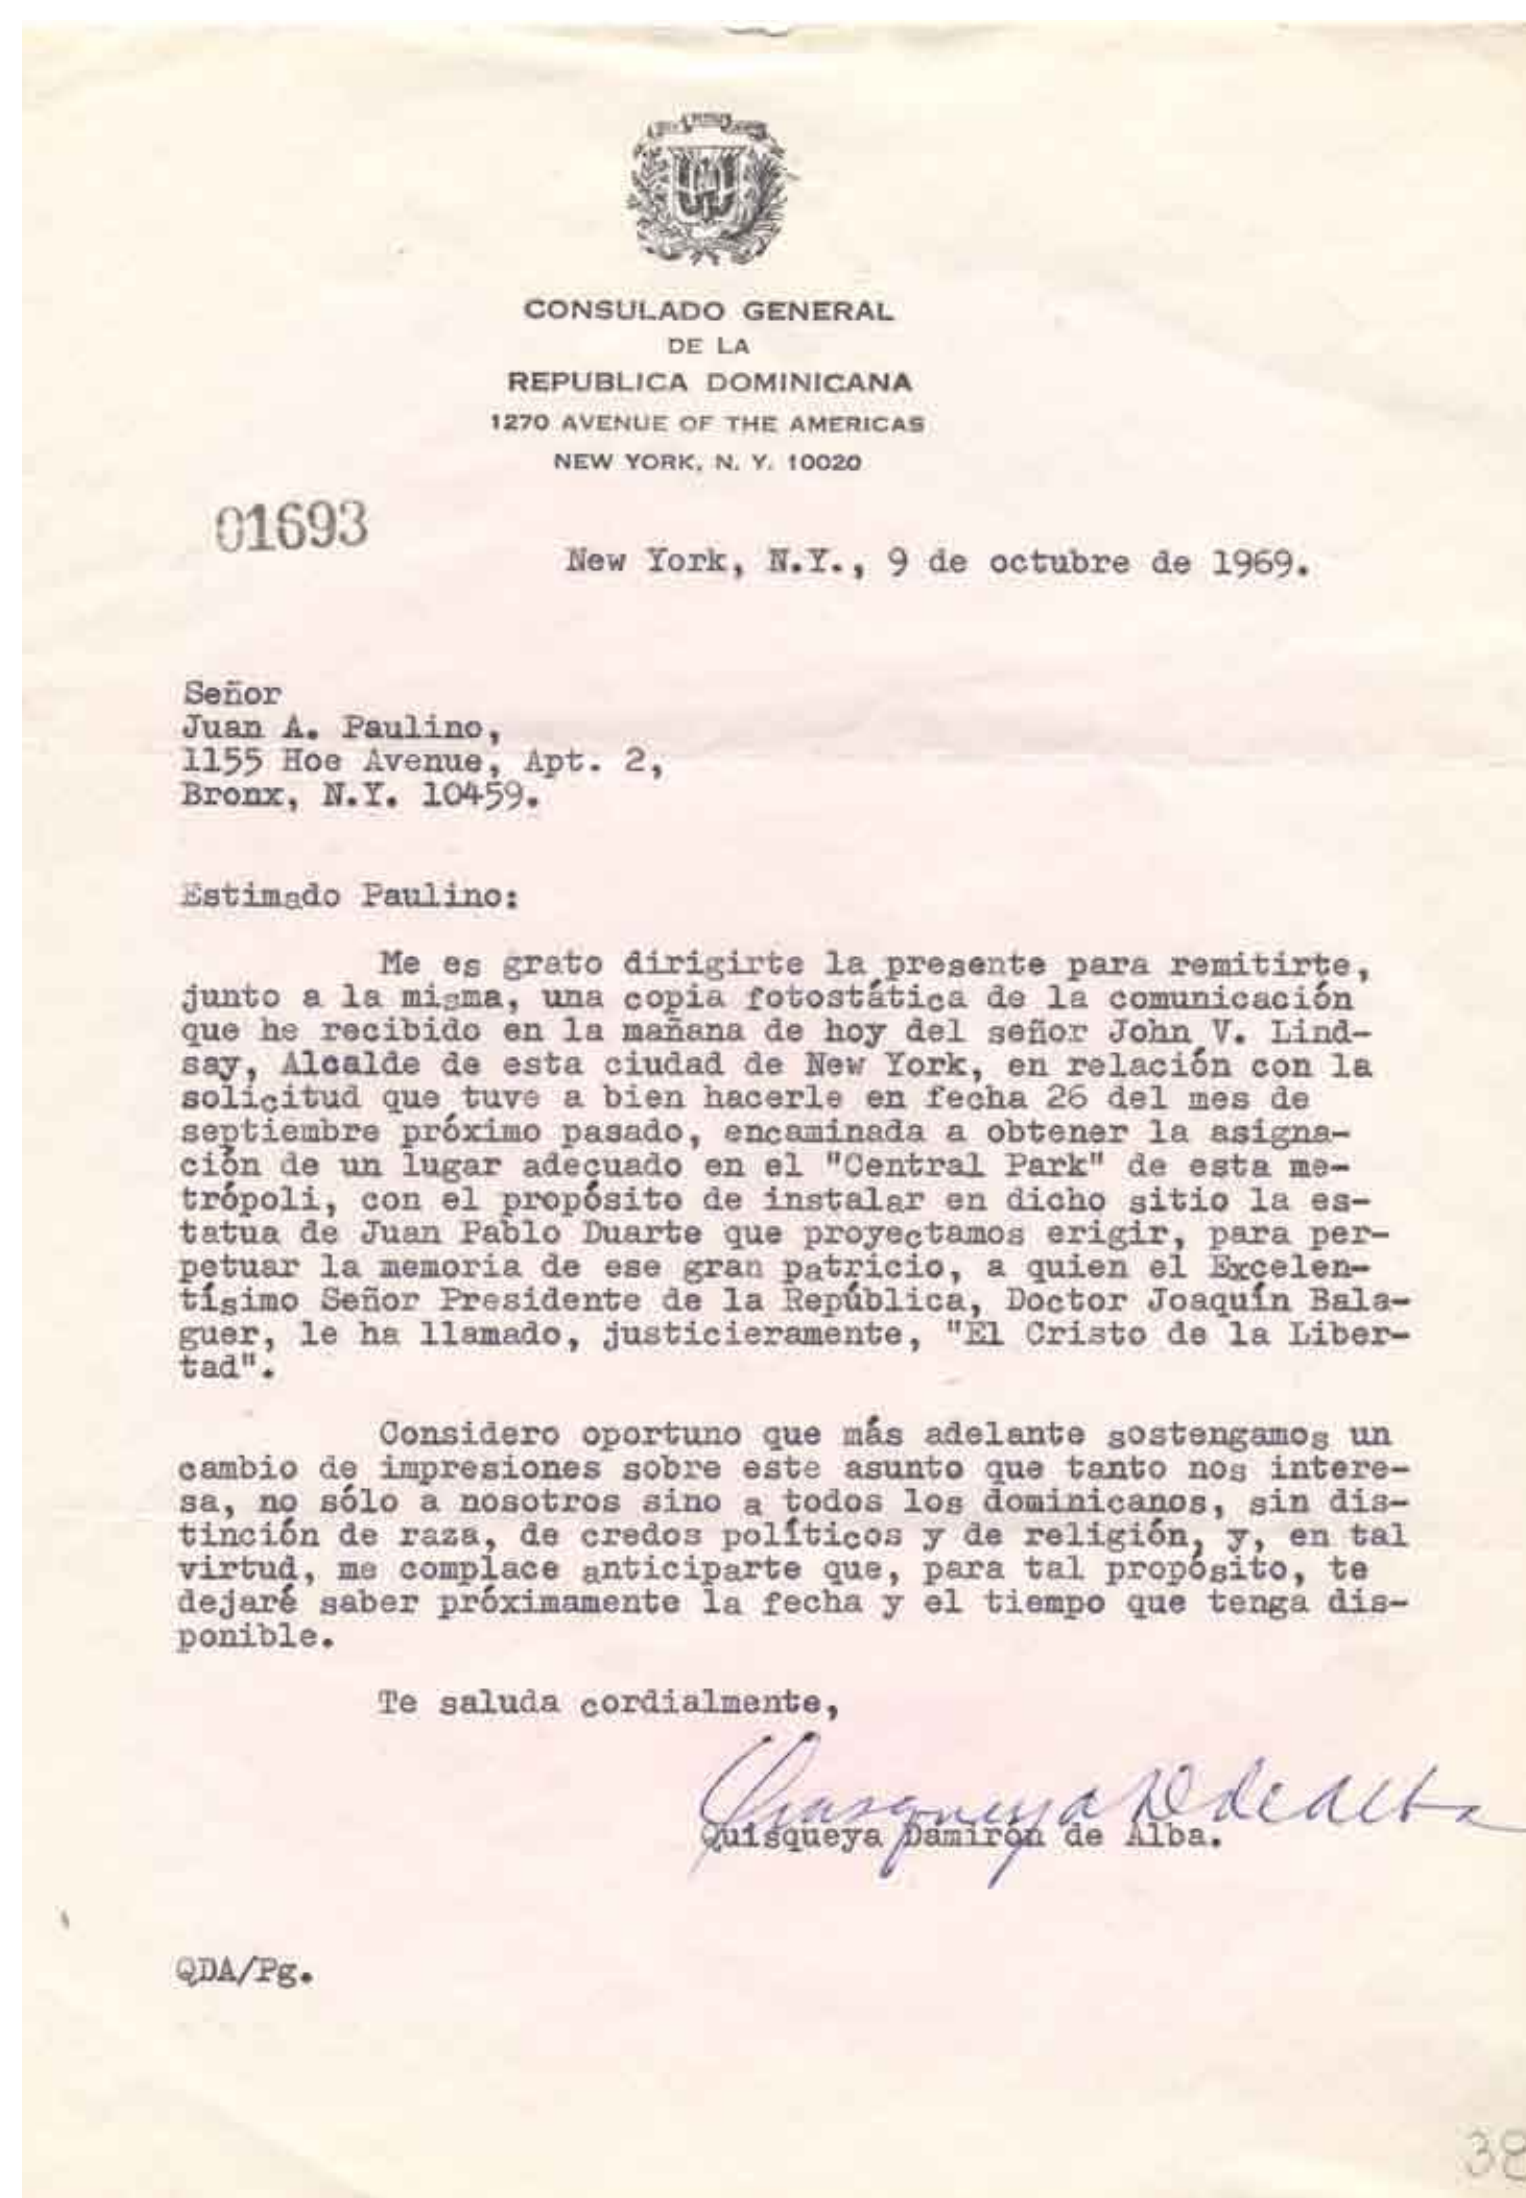 CONSULADO GENERAL
DE LA
REPUBLICA DOMINICANA
1270 AVENUE OF THE AMERICAS
NEW YORK, N. Y. 10020
01693
New York, N.Y., 9 de octubre de 1969.
Señor
Juan A. Paulino,
1155 Hoe Avenue, Apt. 2,
Bronx, N.Y. 10459.
Estimado Paulino:
Me es grato dirigirte la presente para remitirte,
junto a la misma, una copia fotostática de la comunicación
que he recibido en la mañana de hoy del señor John V. Lind-
say, Alcalde de esta ciudad de New York, en relación con la
solicitud que tuve a bien hacerle en fecha 26 del mes de
septiembre próximo pasado, encaminada a obtener la asigna-
ción de un lugar adecuado en el "Central Park" de esta me-
trópoli, con el propósito de instalar en dicho sitio la es-
tatua de Juan Pablo Duarte que proyectamos erigir, para per-
petuar la memoria de ese gran patricio, a quien el Excelen-
tísimo Señor Presidente de la República, Doctor Joaquín Bala-
guer, le ha llamado, justicieramente, "El Cristo de la Liber-
tad".
Considero oportuno que más adelante sostengamos un
cambio de impresiones sobre este asunto que tanto nos intere-
sa, no sólo a nosotros sino a todos los dominicanos, sin dis-
tinción de raza, de credos políticos y de religión, y, en tal
virtud, me complace anticiparte que, para tal propósito, te
dejaré saber próximamente la fecha y el tiempo que tenga dis-
ponible.
Te saluda cordialmente,
Quisqueya D de Alba
Quisqueya Damirón de Alba.
QDA/Pg.
38